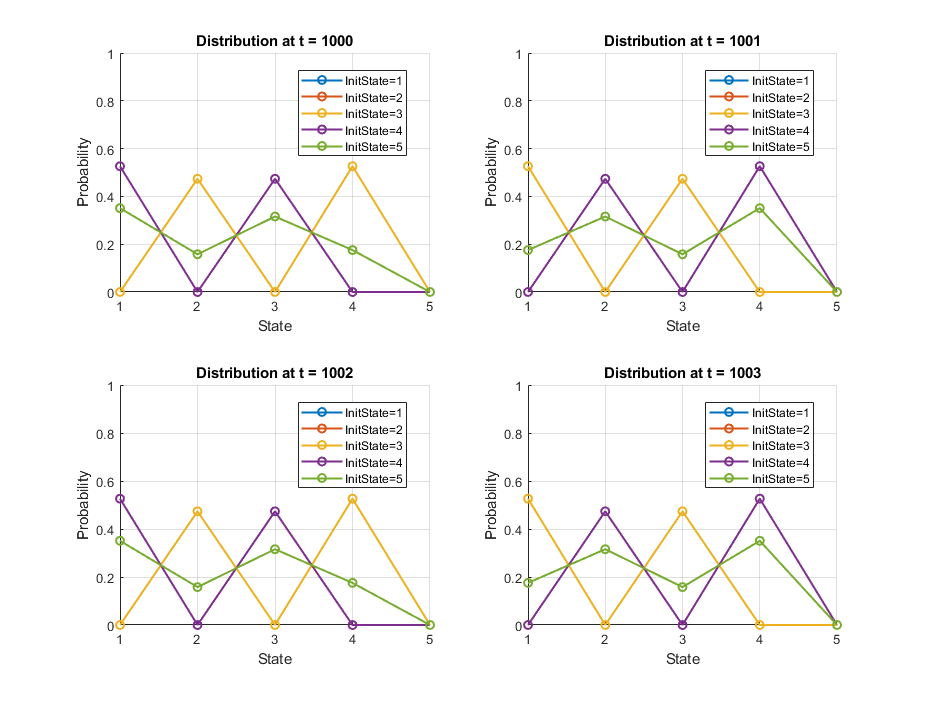 Distribution at t = 1000
1
0.8
0.6
0.4
0.2
0
Probability
InitState=1
InitState=2
InitState=3
InitState=4
InitState=5
1 2 3 4 5
State
Distribution at t = 1001
1
0.8
0.6
0.4
0.2
0
Probability
InitState=1
InitState=2
InitState=3
InitState=4
InitState=5
1 2 3 4 5
State
Distribution at t = 1002
1
0.8
0.6
0.4
0.2
0
Probability
InitState=1
InitState=2
InitState=3
InitState=4
InitState=5
1 2 3 4 5
State
Distribution at t = 1003
1
0.8
0.6
0.4
0.2
0
Probability
InitState=1
InitState=2
InitState=3
InitState=4
InitState=5
1 2 3 4 5
State